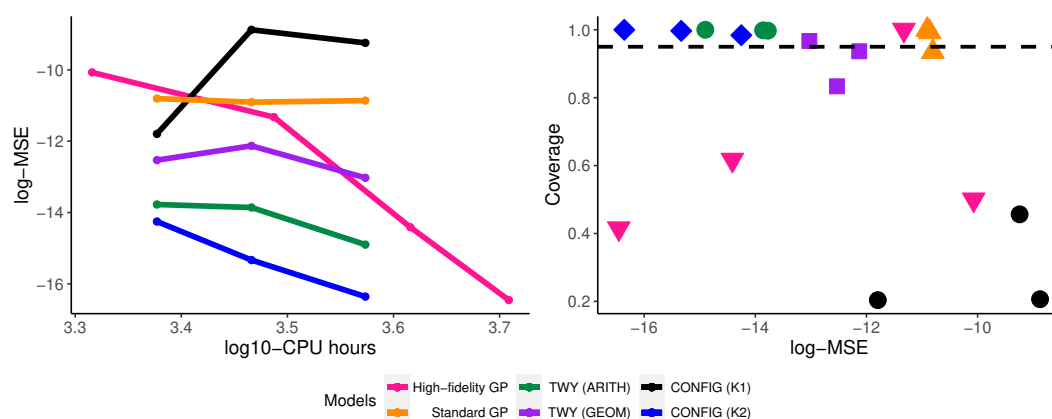 log−MSE
−10
−12
−14
−16
3.3 3.4 3.5 3.6 3.7
log10−CPU hours
Coverage
1.0
0.8
0.6
0.4
0.2
−16 −14 −12 −10
log−MSE
Models
High−fidelity GP TWY (ARITH) CONFIG (K1)
Standard GP TWY (GEOM) CONFIG (K2)